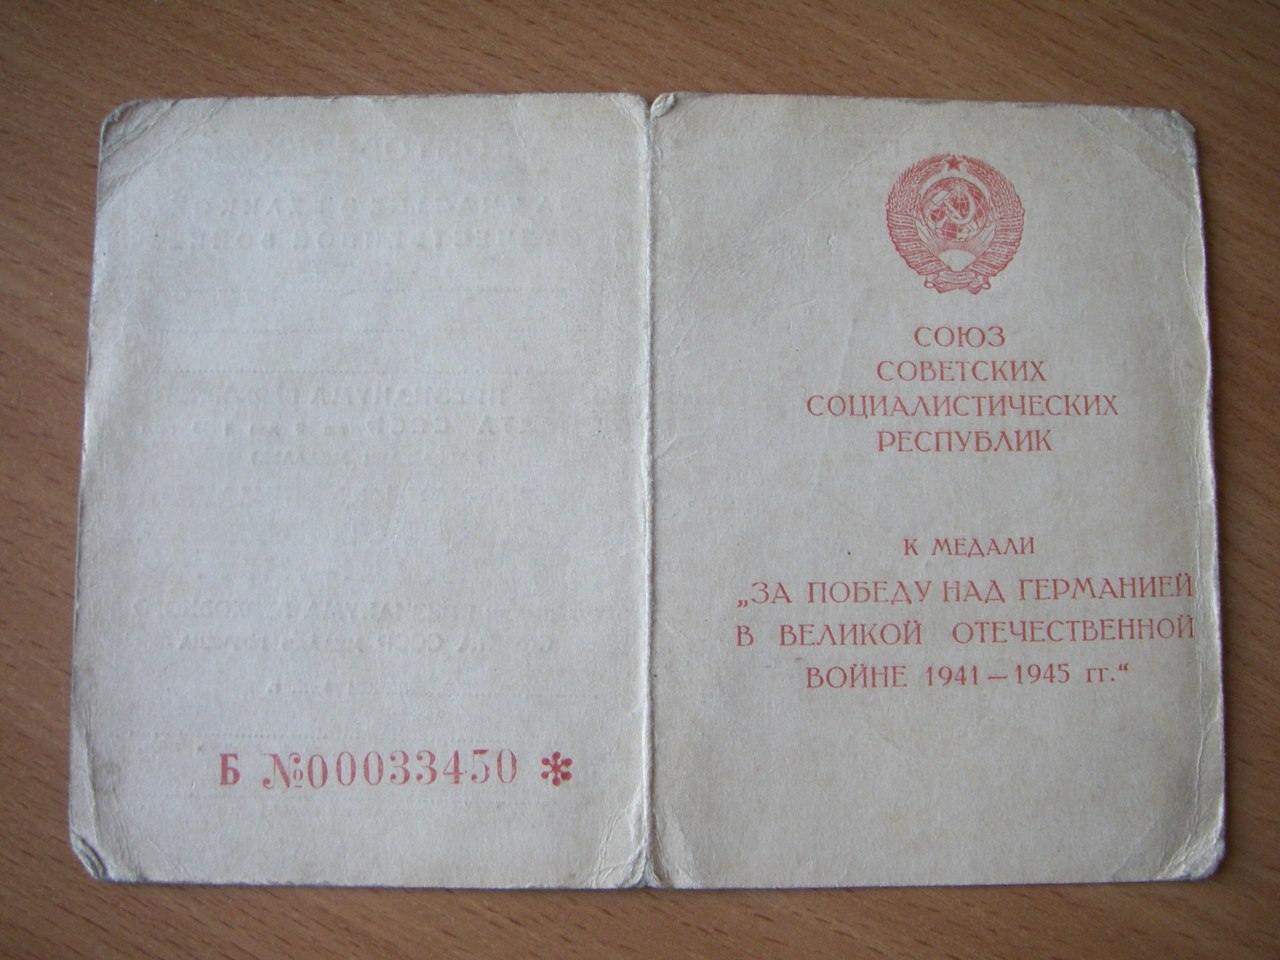 Б №00033450 *
СОЮЗ
СОВЕТСКИХ
СОЦИАЛИСТИЧЕСКИХ
РЕСПУБЛИК
К МЕДАЛИ
„ЗА ПОБЕДУ НАД ГЕРМАНИЕЙ
В ВЕЛИКОЙ ОТЕЧЕСТВЕННОЙ
ВОЙНЕ 1941 — 1945 гг.“